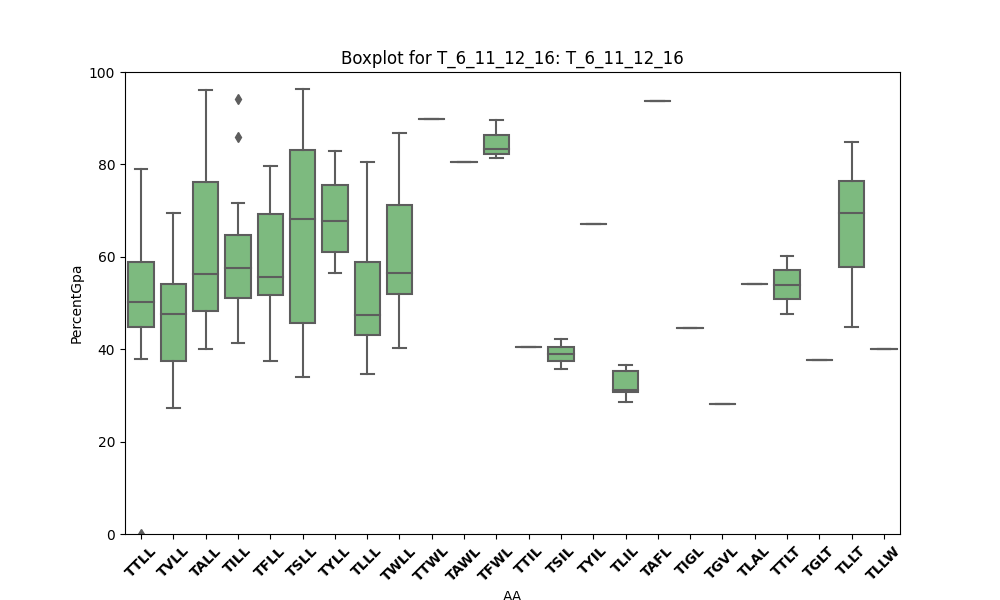 Boxplot for T_6_11_12_16: T_6_11_12_16
100
80
60
40
20
0
PercentGpa
TTLL TVLL TALL TILL TFLL TSLL TYLL TLLL TWLL TTWL TAWL TFWL TTIL TSIL TYIL TLIL TAFL TIGL TGVL TLAL TTLT TGLT TLLT TLLW
AA